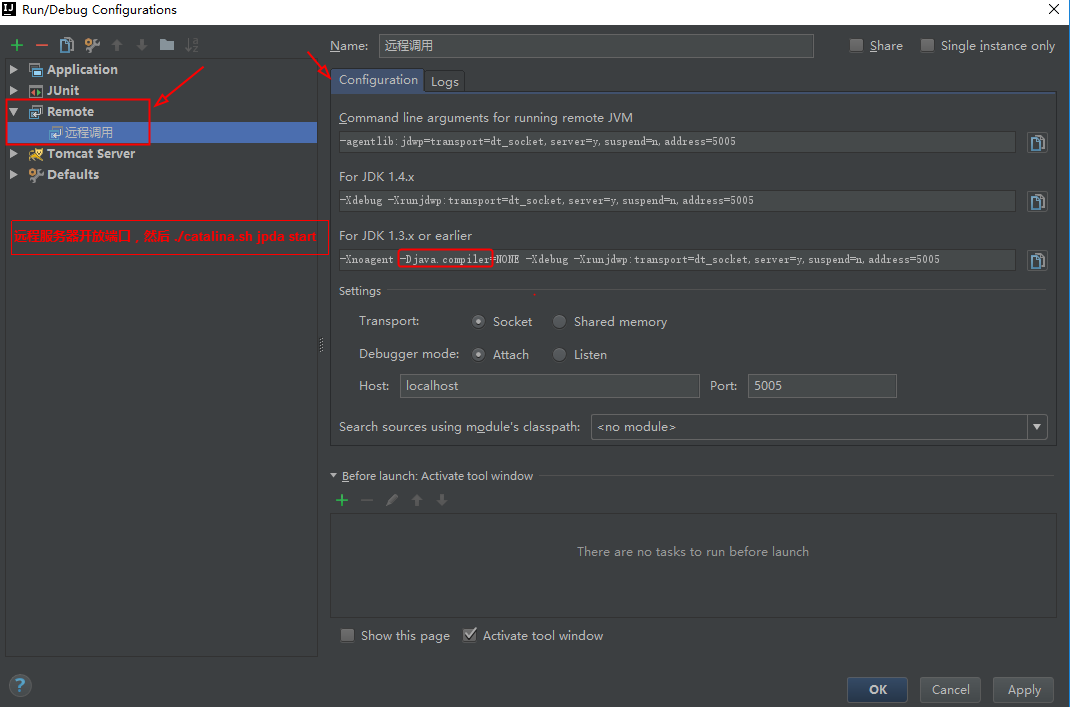 Run/Debug Configurations
Name: 远程调用
Share
Single instance only
Application
JUnit
Remote
远程调用
Tomcat Server
Defaults
远程服务器开放端口，然后 ./catalina.sh jpda start
Configuration
Logs
Command line arguments for running remote JVM
-agentlib:jdwp=transport=dt_socket,server=y,suspend=n,address=5005
For JDK 1.4.x
-Xdebug -Xrunjdwp:transport=dt_socket,server=y,suspend=n,address=5005
For JDK 1.3.x or earlier
-Xnoagent -Djava.compiler=NONE -Xdebug -Xrunjdwp:transport=dt_socket,server=y,suspend=n,address=5005
Settings
Transport: Socket Shared memory
Debugger mode: Attach Listen
Host: localhost Port: 5005
Search sources using module's classpath: <no module>
Before launch: Activate tool window
There are no tasks to run before launch
Show this page Activate tool window
?
OK Cancel Apply